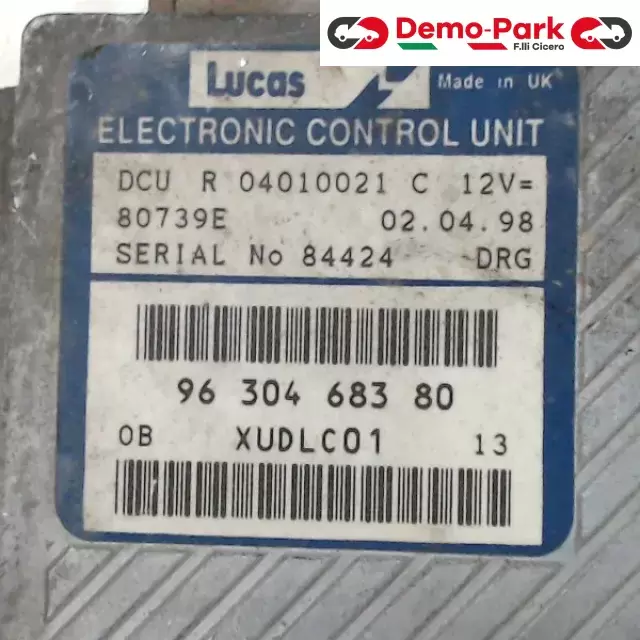 Demo-Park
F.lli Cicero
Lucas
Made in UK
ELECTRONIC CONTROL UNIT
DCU R 04010021 C 12V=
80739E 02.04.98
SERIAL No 84424 DRG
96 304 683 80
0B XUDLC01 13